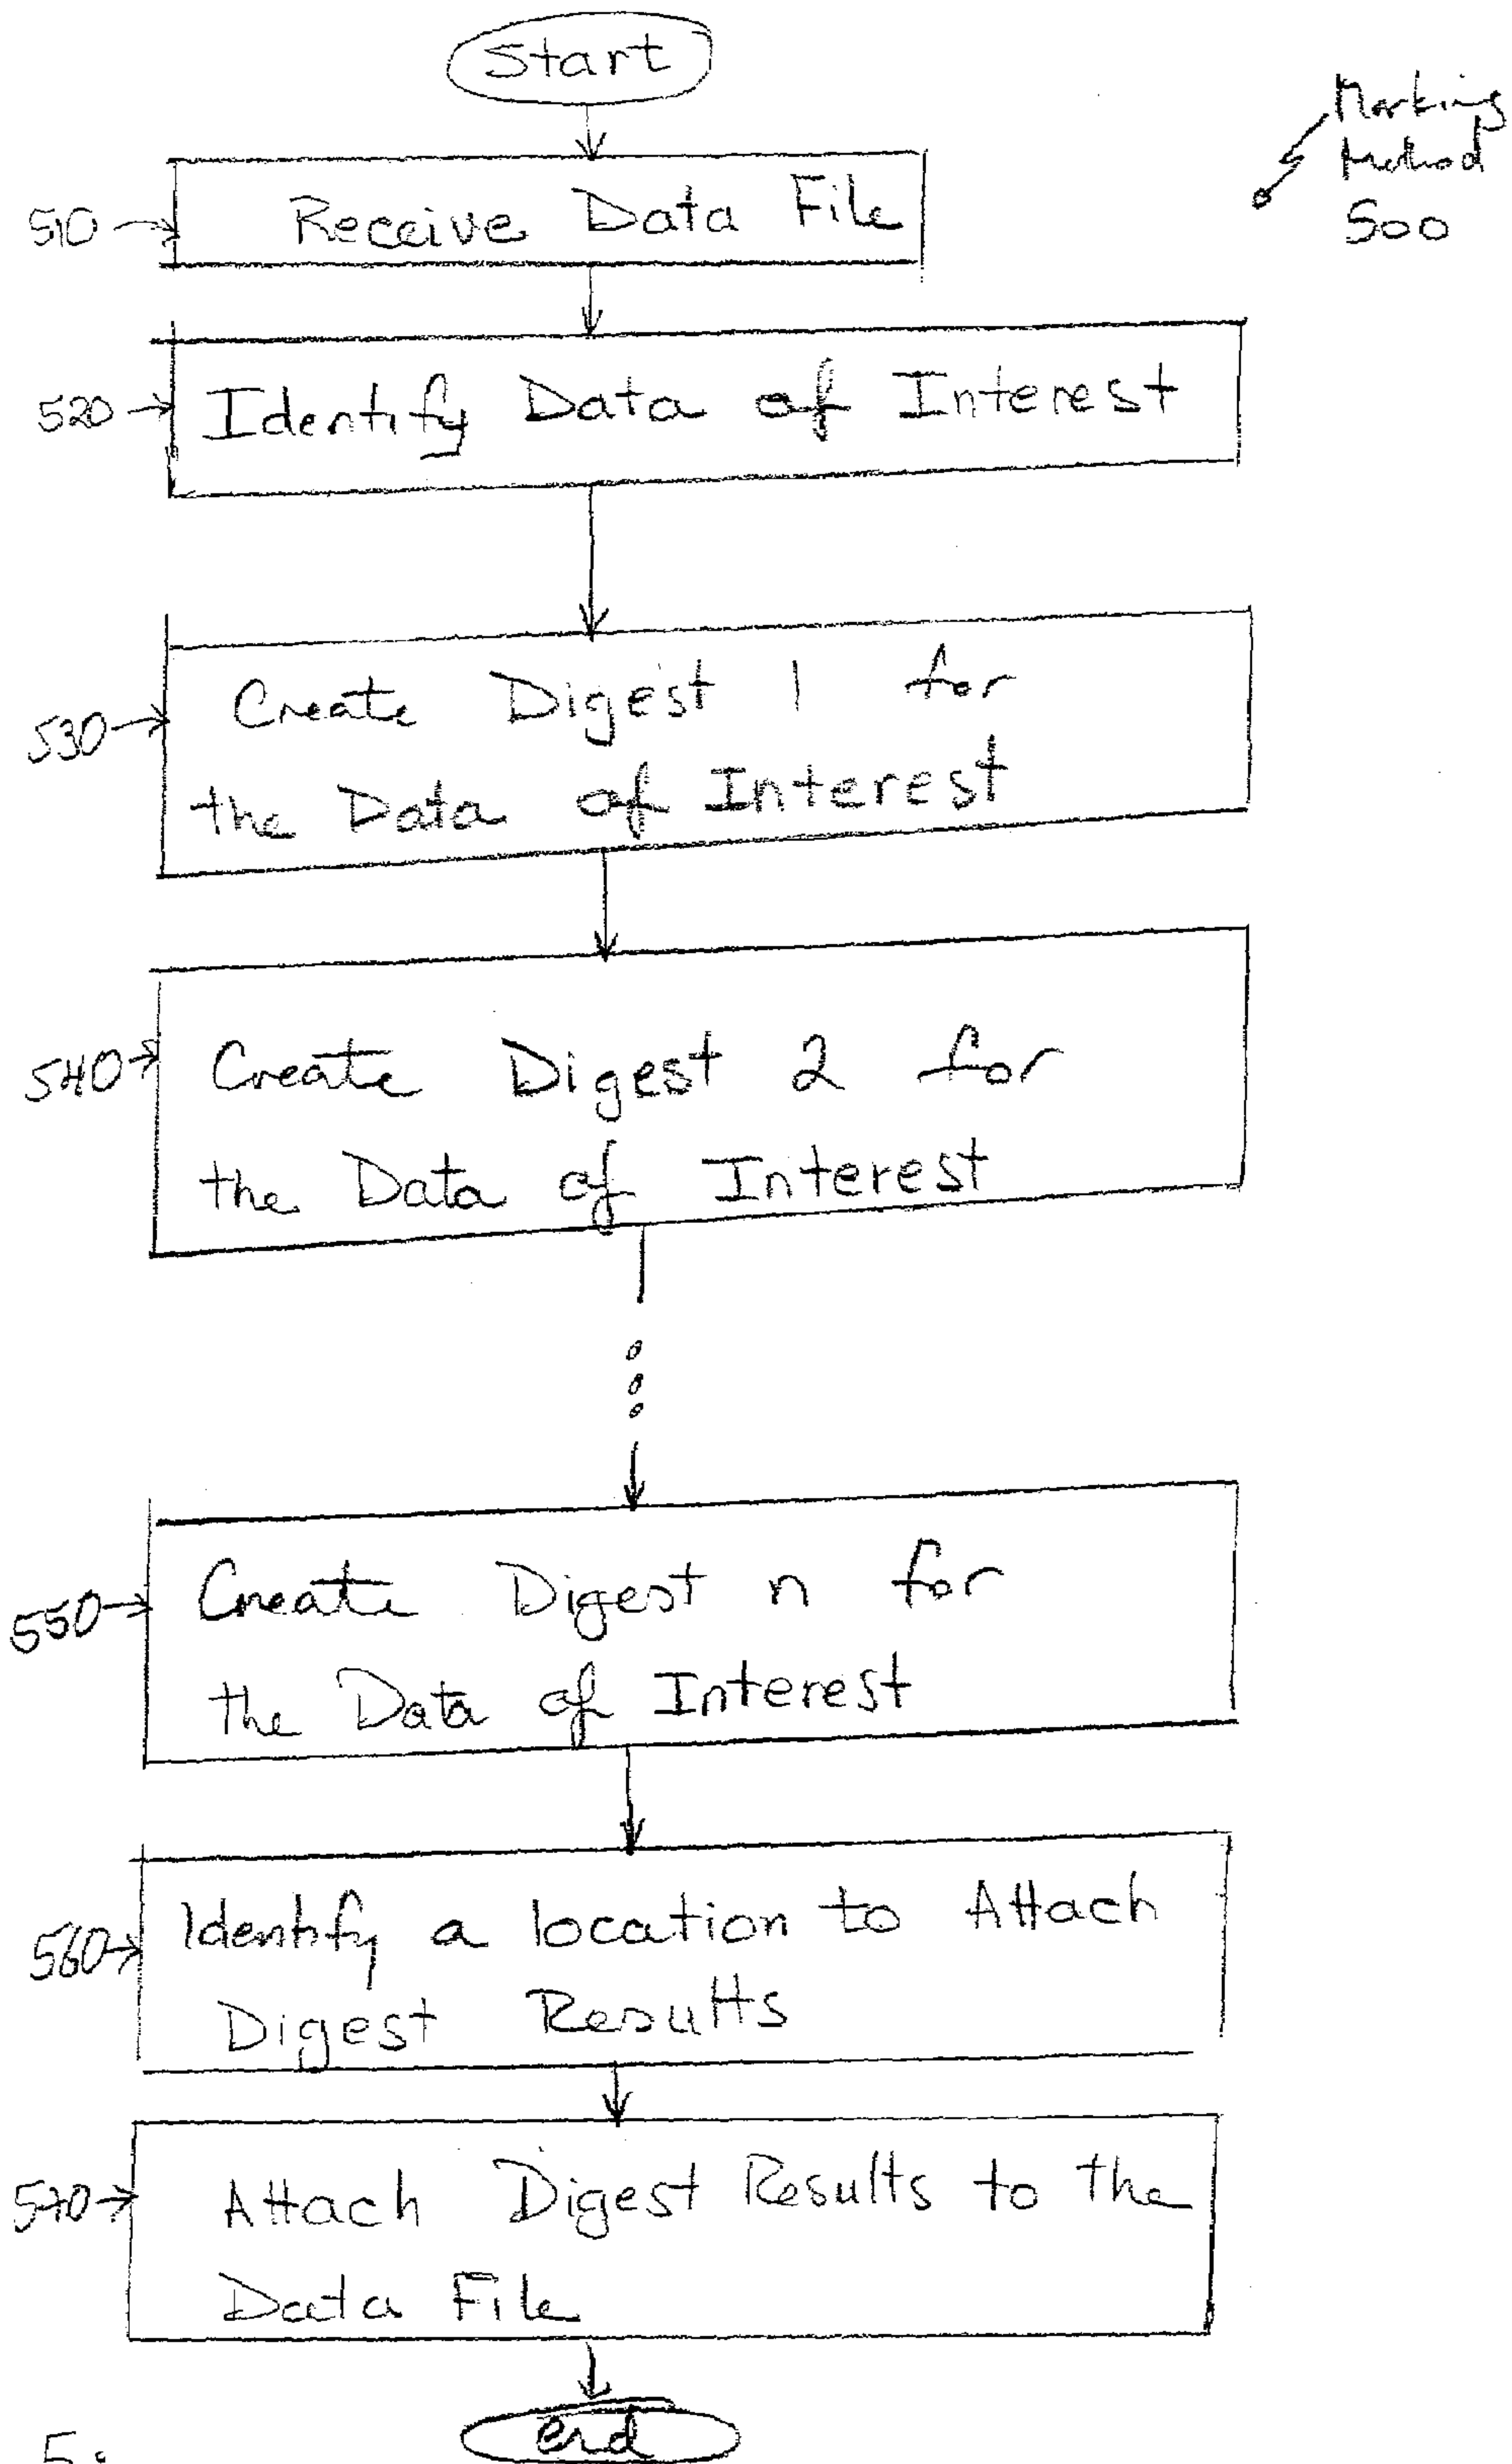 Start
Marking
Method
500
510
Receive Data File
520
Identify Data of Interest
530
Create Digest 1 for
the Data of Interest
540
Create Digest 2 for
the Data of Interest
550
Create Digest n for
the Data of Interest
560
Identify a location to Attach
Digest Results
570
Attach Digest Results to the
Data File
end